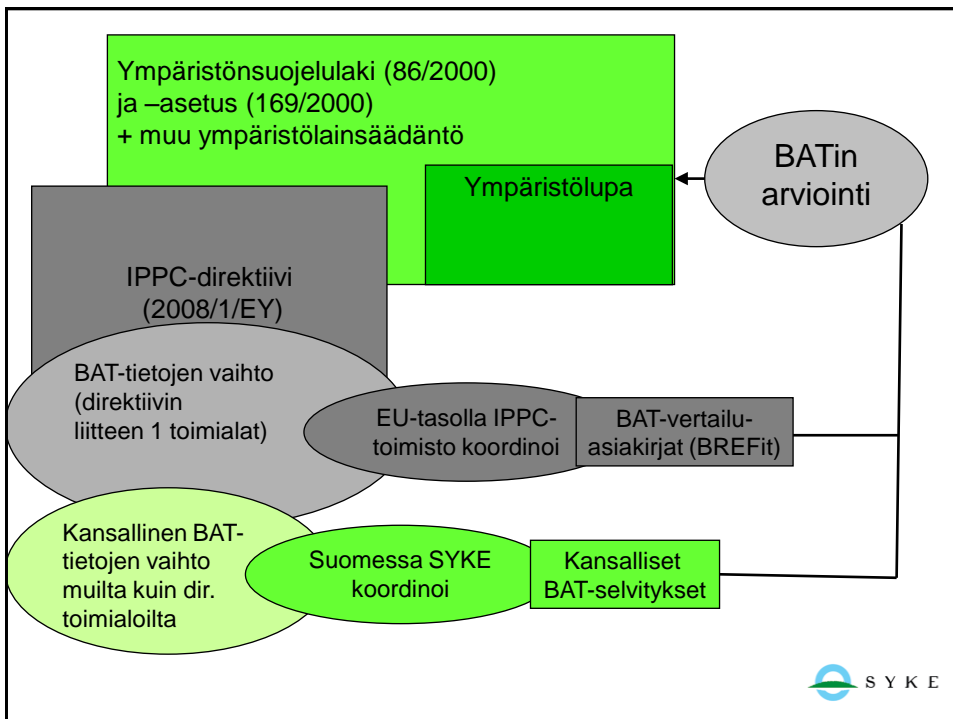 Ympäristönsuojelulaki (86/2000)
ja –asetus (169/2000)
+ muu ympäristölainsäädäntö
Ympäristölupa
BATin
arviointi
IPPC-direktiivi
(2008/1/EY)
BAT-tietojen vaihto
(direktiivin
liitteen 1 toimialat)
EU-tasolla IPPC-
toimisto koordinoi
BAT-vertailu-
asiakirjat (BREFit)
Kansallinen BAT-
tietojen vaihto
muilta kuin dir.
toimialoilta
Suomessa SYKE
koordinoi
Kansalliset
BAT-selvitykset
SYKE